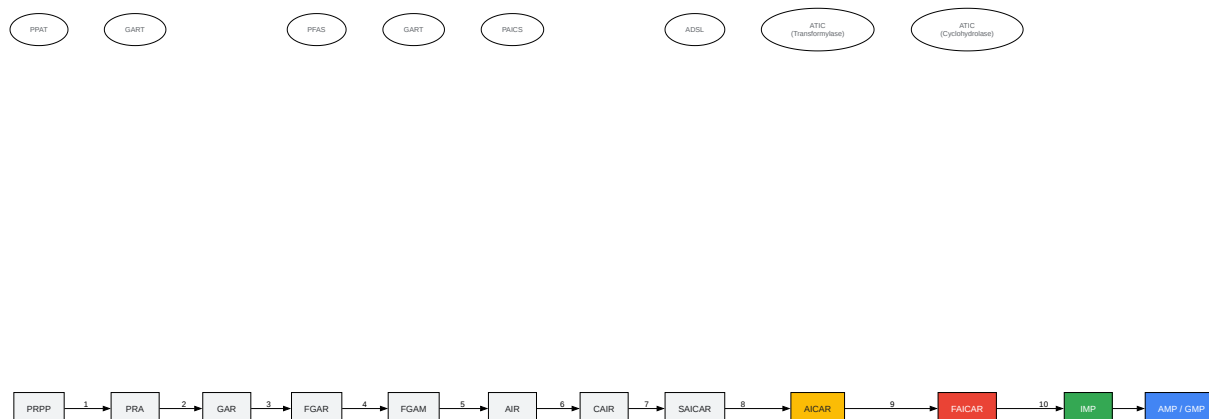 PPAT
GART
PFAS
GART
PAICS
ADSL
ATIC
(Transformylase)
ATIC
(Cyclohydrolase)
PRPP
1
PRA
2
GAR
3
FGAR
4
FGAM
5
AIR
6
CAIR
7
SAICAR
8
AICAR
9
FAICAR
10
IMP
AMP / GMP